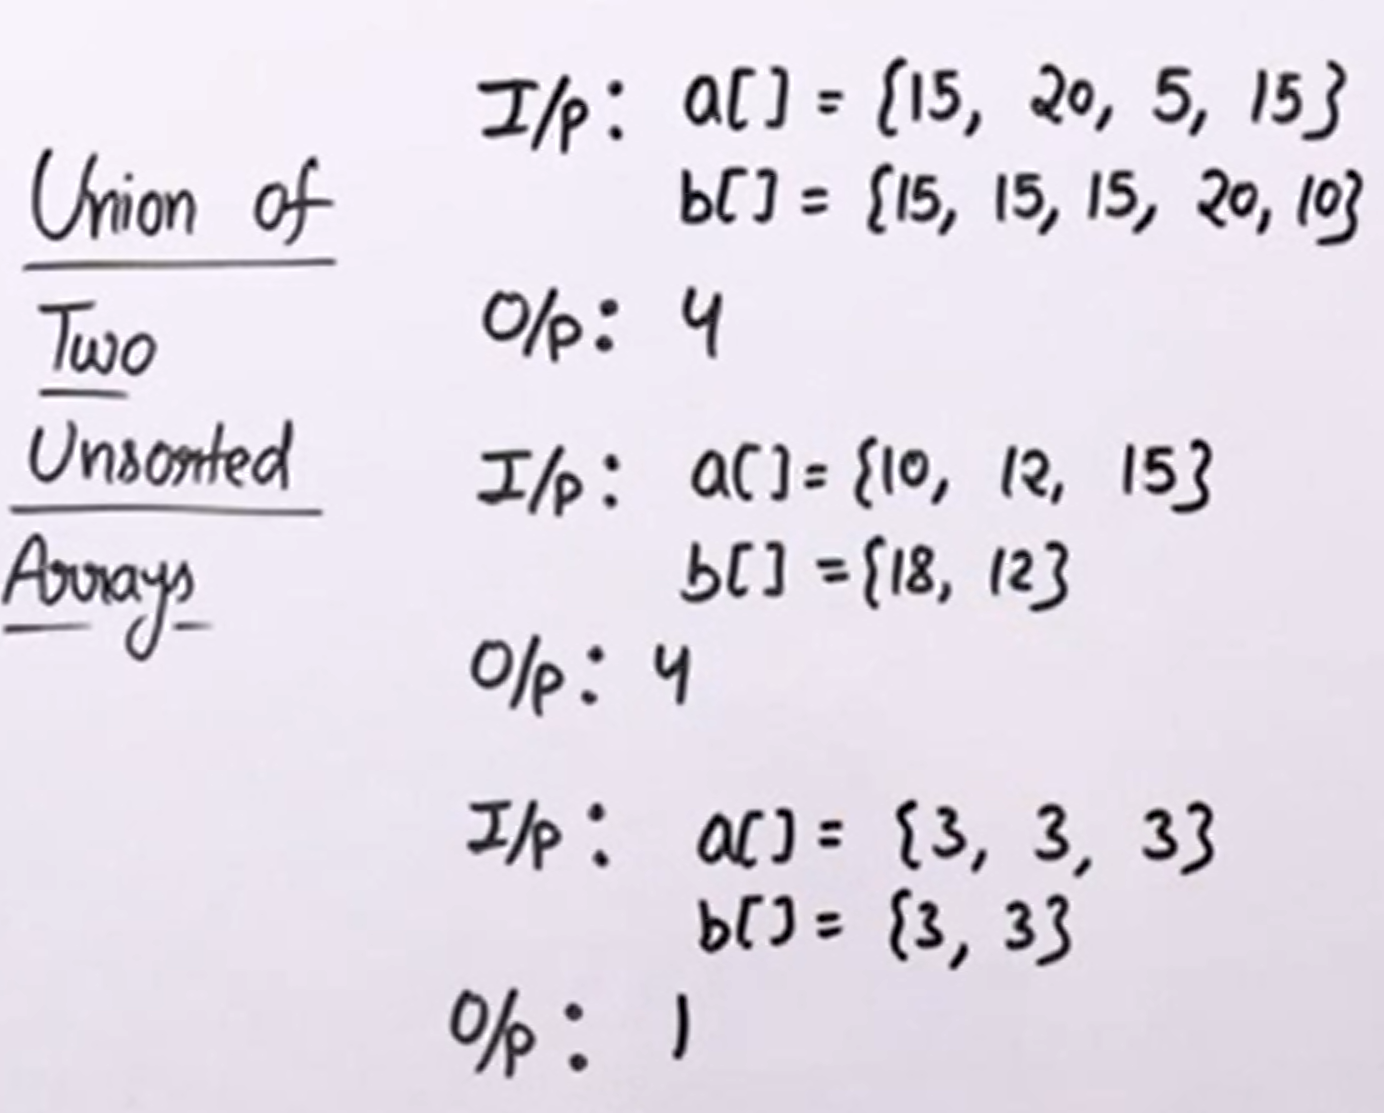 Union of
Two
Unsorted
Arrays
I/p: a[] = {15, 20, 5, 15}
b[] = {15, 15, 15, 20, 10}
O/p: 4
I/p: a[] = {10, 12, 15}
b[] = {18, 12}
O/p: 4
I/p: a[] = {3, 3, 3}
b[] = {3, 3}
O/p: 1